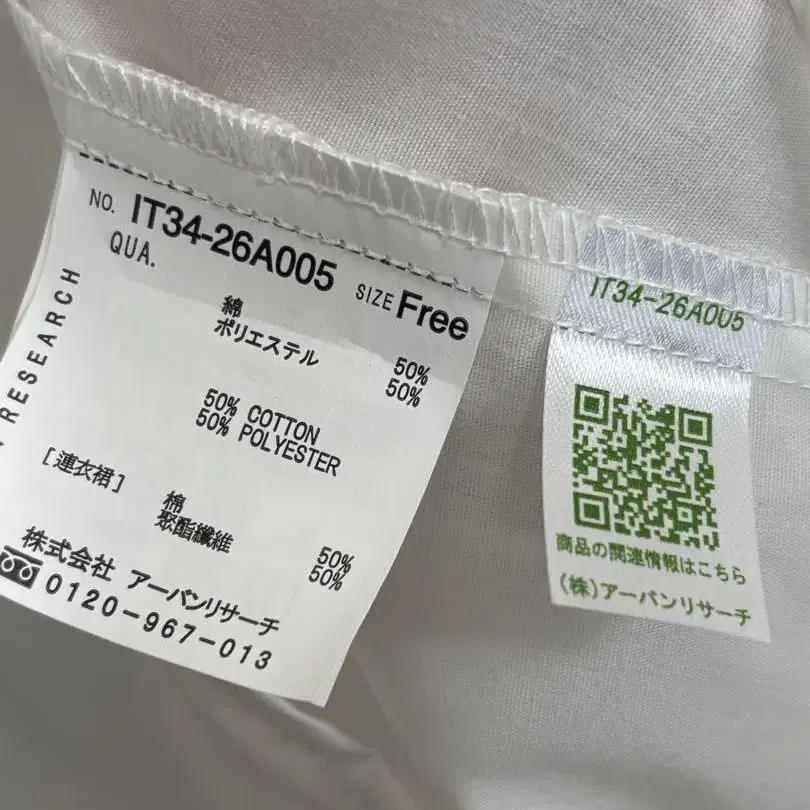 NO. IT34-26A005 SIZE Free
QUA.
綿 50%
ポリエステル 50%
50% COTTON
50% POLYESTER
[連衣裙]
棉 50%
聚酯纖維 50%
株式会社 アーバンリサーチ
0120-967-013
RESEARCH
IT34-26A005
商品の関連情報はこちら
(株)アーバンリサーチ